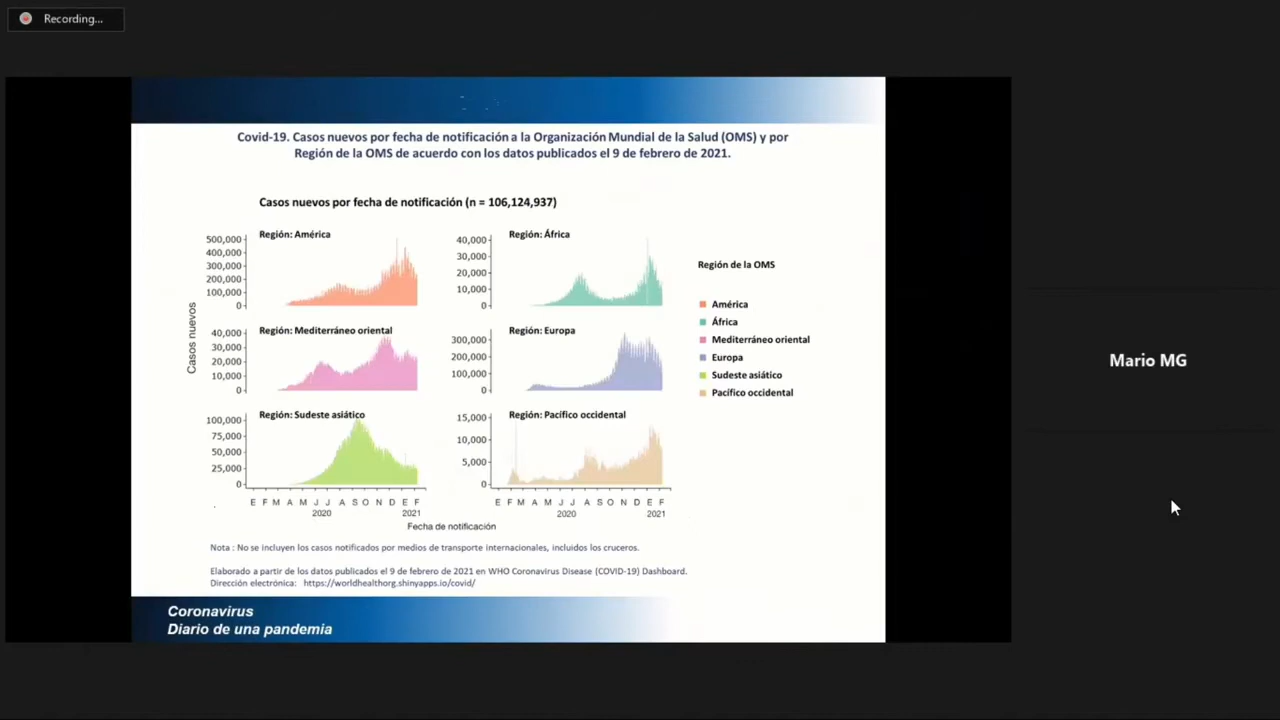 Recording...
Covid-19. Casos nuevos por fecha de notificación a la Organización Mundial de la Salud (OMS) y por
Región de la OMS de acuerdo con los datos publicados el 9 de febrero de 2021.
Casos nuevos por fecha de notificación (n = 106,124,937)
Región: América
500,000
400,000
300,000
200,000
100,000
0
Región: África
40,000
30,000
20,000
10,000
0
Región: Mediterráneo oriental
40,000
30,000
20,000
10,000
0
Región: Europa
300,000
200,000
100,000
0
Región: Sudeste asiático
100,000
75,000
50,000
25,000
0
Región: Pacífico occidental
15,000
10,000
5,000
0
Casos nuevos
E F M A M J J A S O N D E F
2020 2021
E F M A M J J A S O N D E F
2020 2021
Fecha de notificación
Región de la OMS
América
África
Mediterráneo oriental
Europa
Sudeste asiático
Pacífico occidental
Nota : No se incluyen los casos notificados por medios de transporte internacionales, incluidos los cruceros.
Elaborado a partir de los datos publicados el 9 de febrero de 2021 en WHO Coronavirus Disease (COVID-19) Dashboard.
Dirección electrónica: https://worldhealthorg.shinyapps.io/covid/
Coronavirus
Diario de una pandemia
Mario MG